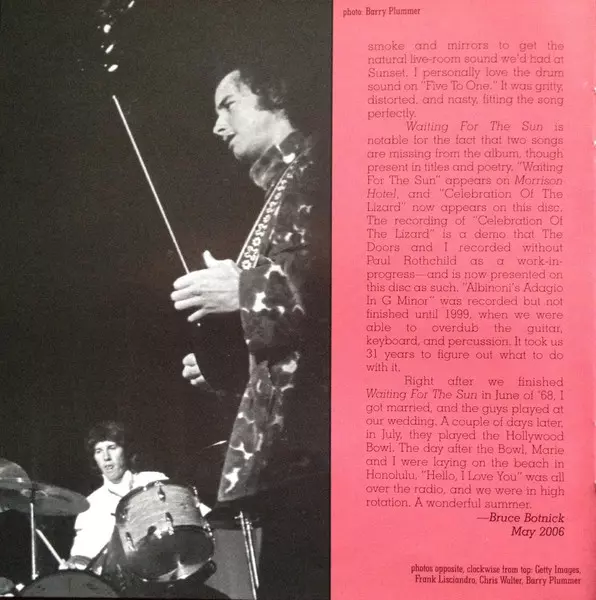 photo: Barry Plummer
smoke and mirrors to get the
natural live-room sound we'd had at
Sunset. I personally love the drum
sound on "Five To One." It was gritty,
distorted, and nasty, fitting the song
perfectly.
Waiting For The Sun is
notable for the fact that two songs
are missing from the album, though
present in titles and poetry. "Waiting
For The Sun" appears on Morrison
Hotel, and "Celebration Of The
Lizard" now appears on this disc.
The recording of "Celebration Of
The Lizard" is a demo that The
Doors and I recorded without
Paul Rothchild as a work-in-
progress—and is now presented on
this disc as such. "Albinoni's Adagio
In G Minor" was recorded but not
finished until 1999, when we were
able to overdub the guitar,
keyboard, and percussion. It took us
31 years to figure out what to do
with it.
Right after we finished
Waiting For The Sun in June of '68, I
got married, and the guys played at
our wedding. A couple of days later,
in July, they played the Hollywood
Bowl. The day after the Bowl, Marie
and I were laying on the beach in
Honolulu. "Hello, I Love You" was all
over the radio, and we were in high
rotation. A wonderful summer.
—Bruce Botnick
May 2006
photos opposite, clockwise from top: Getty Images,
Frank Lisciandro, Chris Walter, Barry Plummer